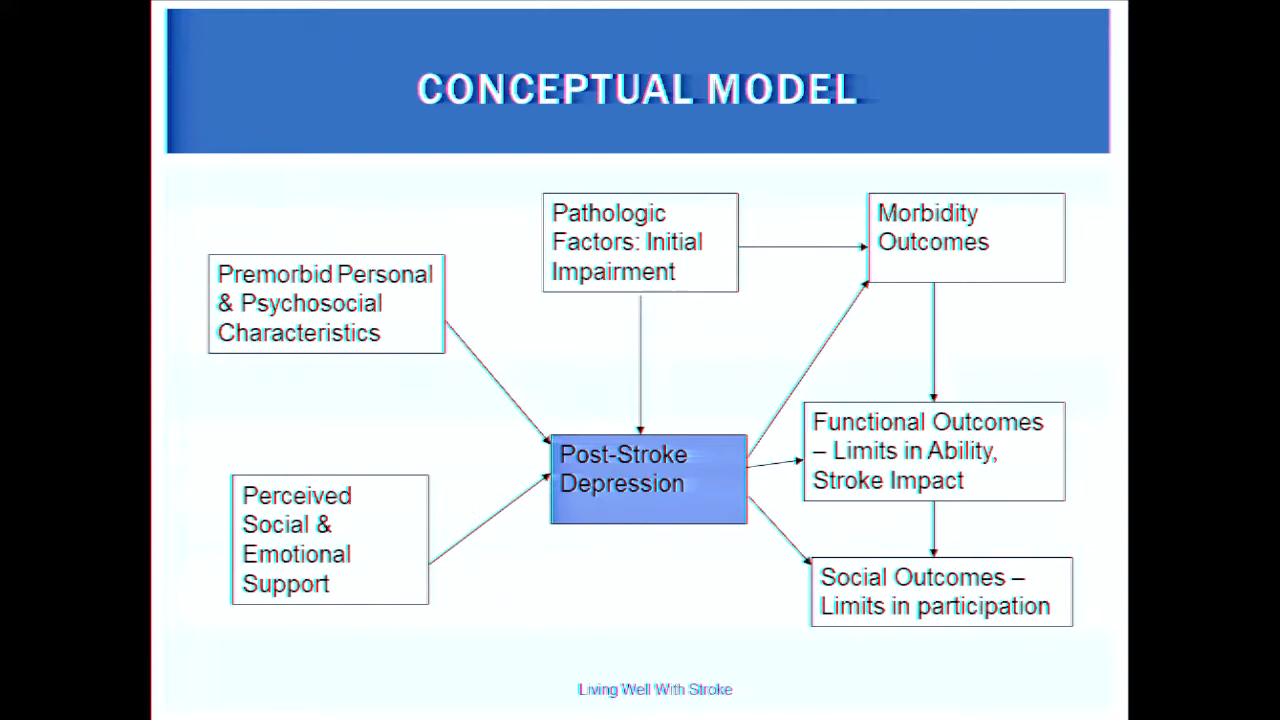 CONCEPTUAL MODEL
Pathologic
Factors: Initial
Impairment
Morbidity
Outcomes
Premorbid Personal
& Psychosocial
Characteristics
Post-Stroke
Depression
Functional Outcomes
– Limits in Ability,
Stroke Impact
Perceived
Social &
Emotional
Support
Social Outcomes –
Limits in participation
Living Well With Stroke